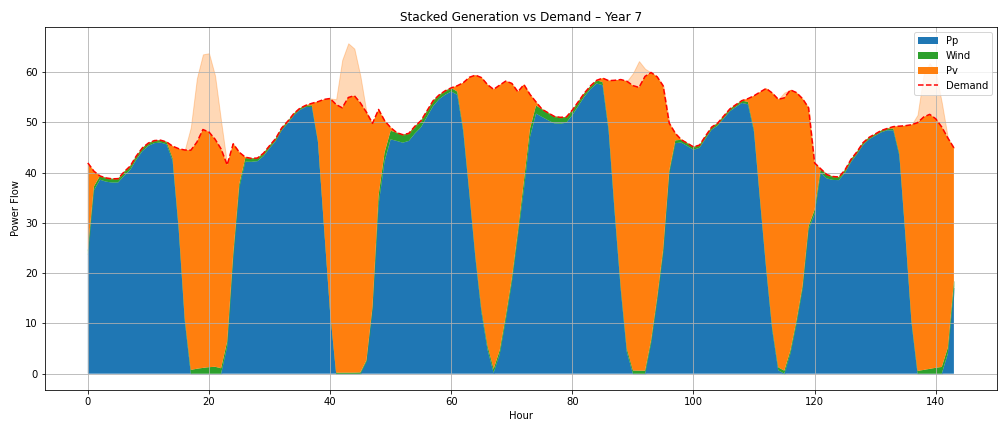 Stacked Generation vs Demand – Year 7
Pp
Wind
Pv
Demand
Power Flow
60
50
40
30
20
10
0
0 20 40 60 80 100 120 140
Hour